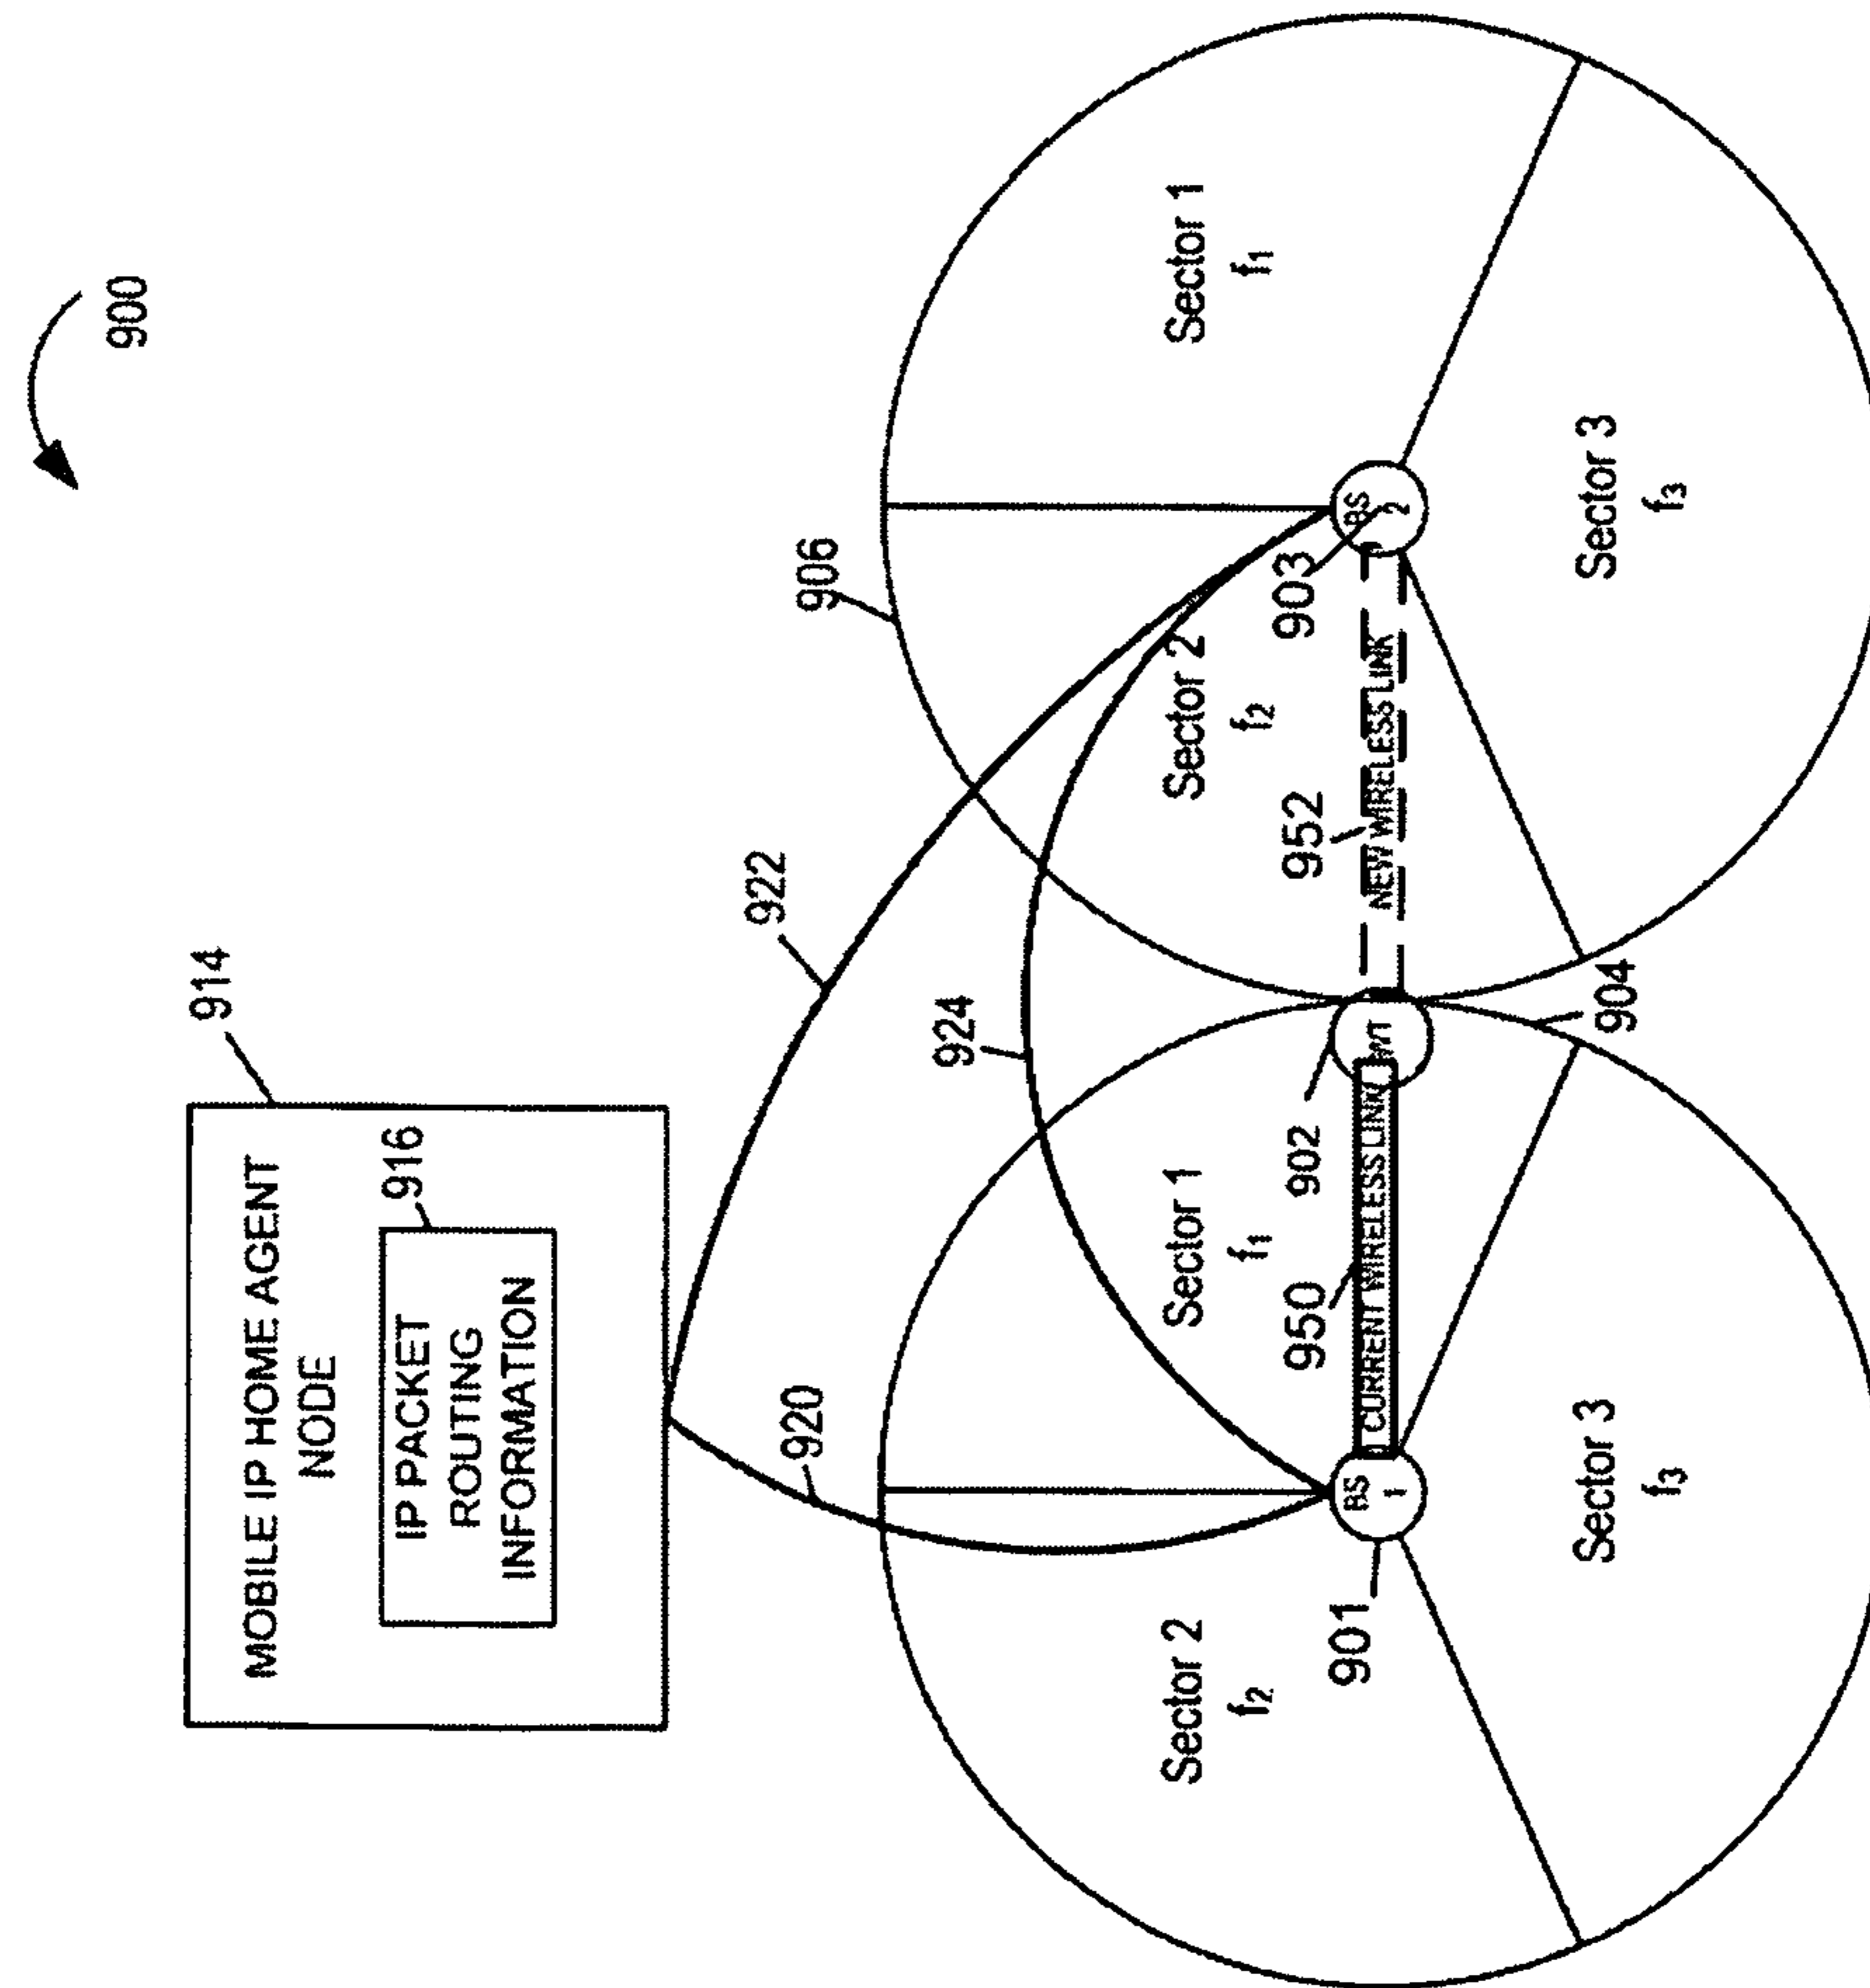 900
914
MOBILE IP HOME AGENT
NODE
916
IP PACKET
ROUTING
INFORMATION
922
906
920
924
Sector 2
f2
Sector 1
f1
Sector 2
f2
Sector 1
f1
901
BS
1
950
CURRENT WIRELESS LINK
902
MT
952
NEW WIRELESS LINK
903
BS
2
Sector 3
f3
904
Sector 3
f3